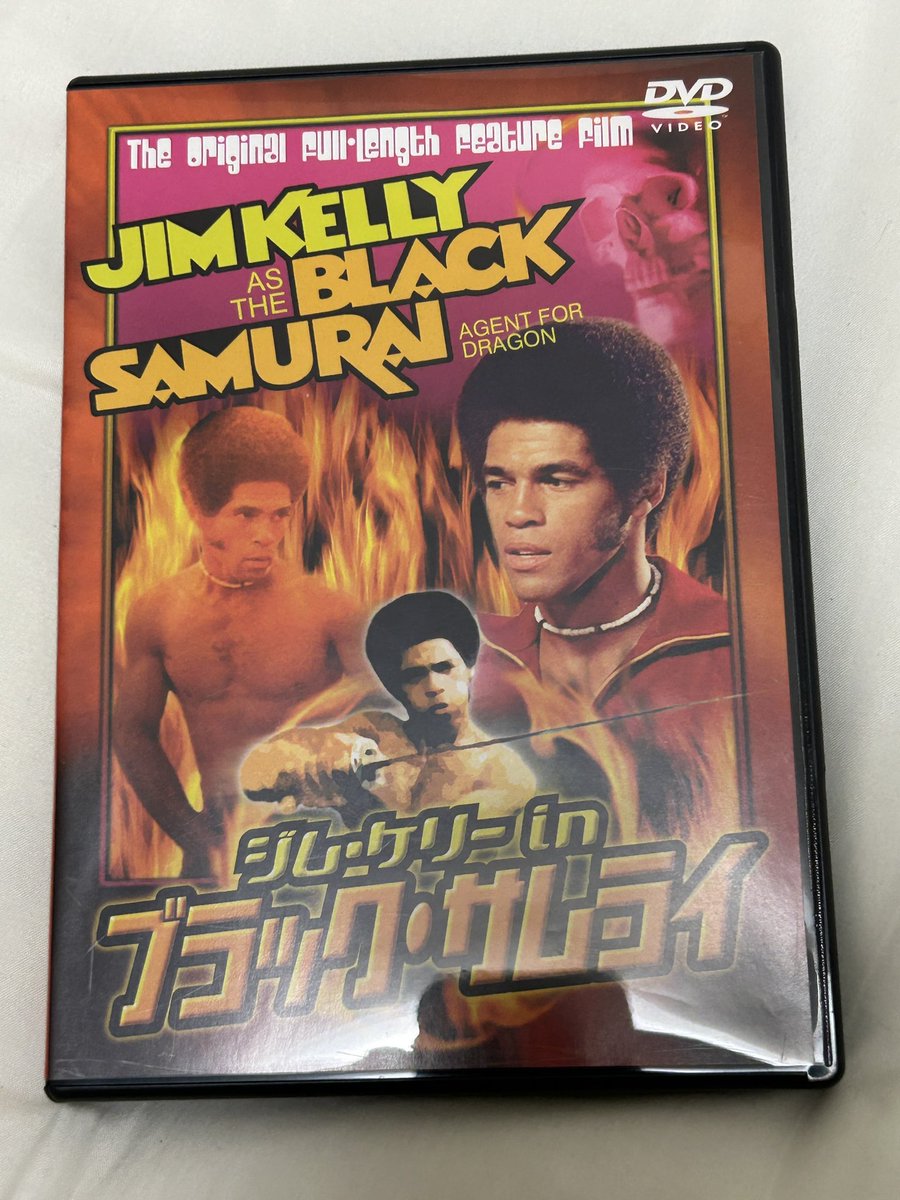 DVD
VIDEO
The original full-length feature film
JIM KELLY
AS THE BLACK
SAMURAI
AGENT FOR
DRAGON
ジム・ケリー in
ブラック・サムライ